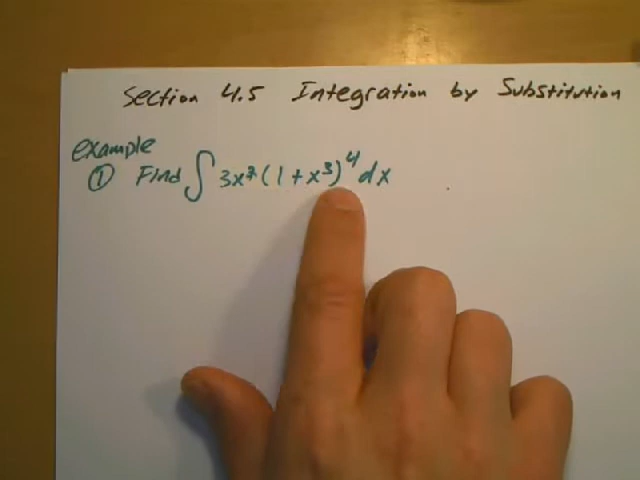 Section 4.5 Integration by Substitution
example
① Find ∫ 3x² (1 + x³)⁴ dx